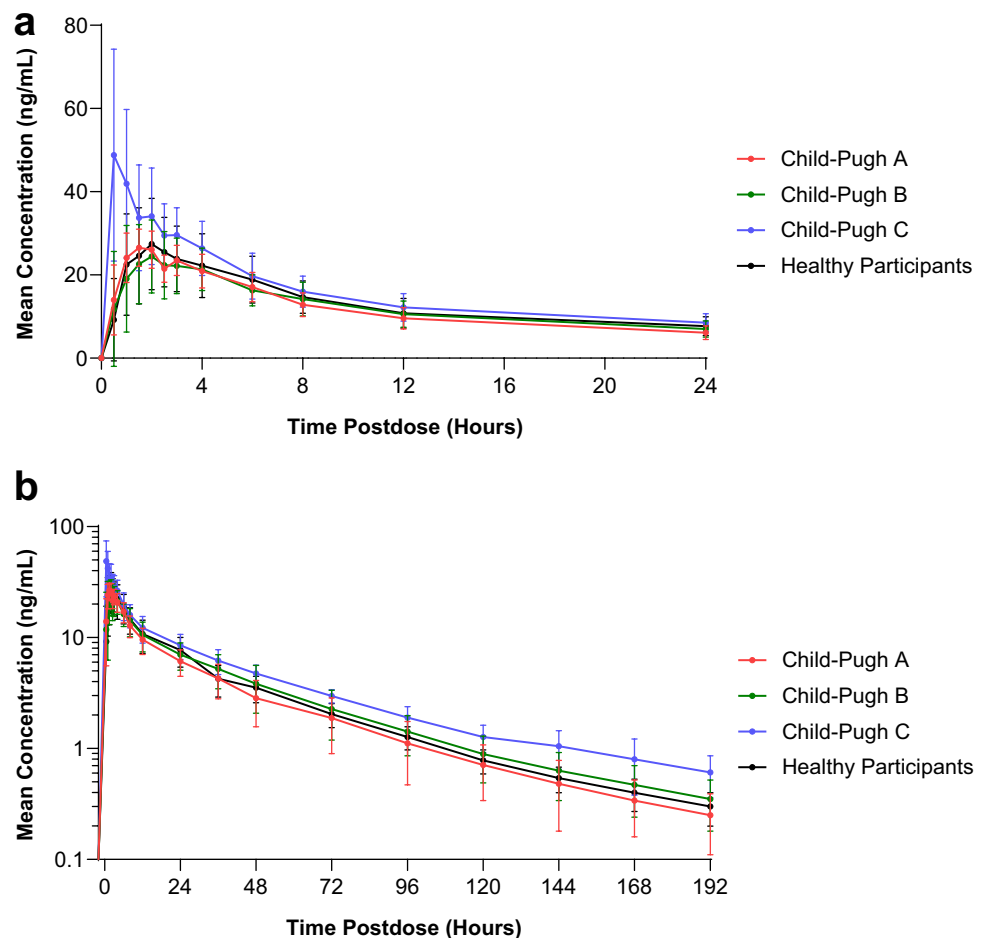 a
Mean Concentration (ng/mL)
80
60
40
20
0
0 4 8 12 16 20 24
Time Postdose (Hours)
Child-Pugh A
Child-Pugh B
Child-Pugh C
Healthy Participants
b
Mean Concentration (ng/mL)
100
10
1
0.1
0 24 48 72 96 120 144 168 192
Time Postdose (Hours)
Child-Pugh A
Child-Pugh B
Child-Pugh C
Healthy Participants